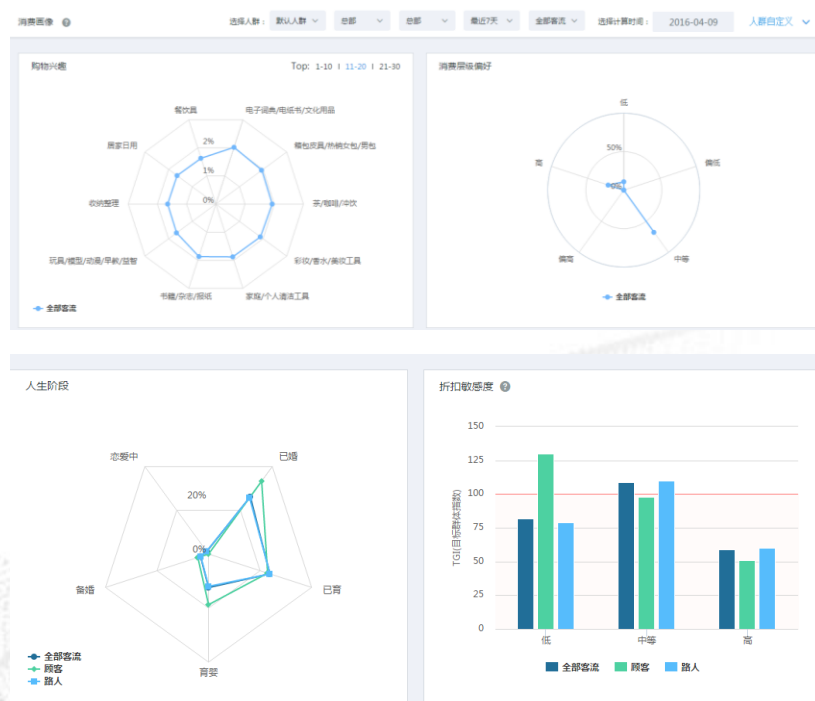 消费画像 ?
选择人群： 默认人群 总部 总部 最近7天 全部客流 选择计算时间： 2016-04-09 人群自定义
购物兴趣 Top: 1-10 I 11-20 I 21-30
餐饮具
电子词典/电纸书/文化用品
居家日用
2%
箱包皮具/热销女包/男包
1%
收纳整理
0%
茶/咖啡/冲饮
玩具/模型/动漫/早教/益智
彩妆/香水/美妆工具
书籍/杂志/报纸
家庭/个人清洁工具
全部客流
消费层级偏好
低
50%
高
偏低
0%
偏高
中等
全部客流
人生阶段
恋爱中
已婚
20%
0%
备婚
已育
育婴
全部客流
顾客
路人
折扣敏感度 ?
TGI(目标群体指数)
150
125
100
75
50
25
0
低 中等 高
全部客流 顾客 路人